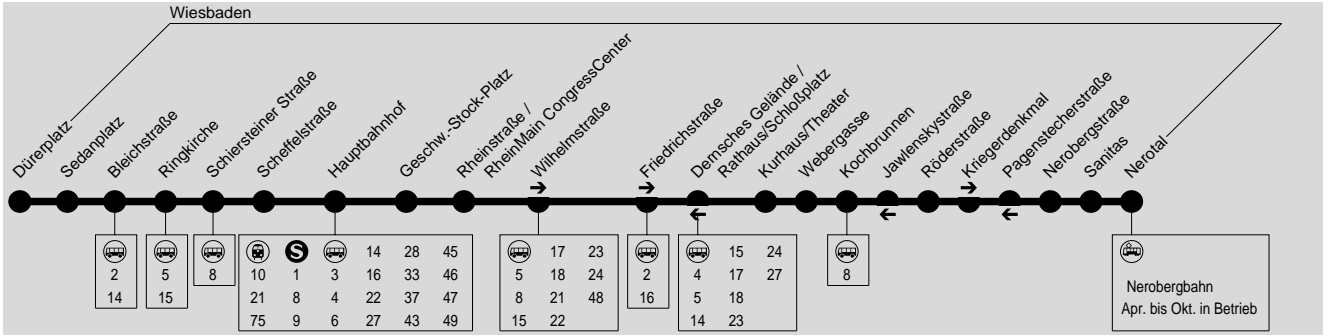 Wiesbaden
Dürerplatz
Sedanplatz
Bleichstraße
Ringkirche
Schiersteiner Straße
Scheffelstraße
Hauptbahnhof
Geschw.-Stock-Platz
Rheinstraße /
RheinMain CongressCenter
Wilhelmstraße
Friedrichstraße
Dernsches Gelände /
Rathaus/Schloßplatz
Kurhaus/Theater
Webergasse
Kochbrunnen
Jawlenskystraße
Röderstraße
Kriegerdenkmal
Pagenstecherstraße
Nerobergstraße
Sanitas
Nerotal
2
14
5
15
8
S 14 28 45
10 1 3 16 33 46
21 8 4 22 37 47
75 9 6 27 43 49
17 23
5 18 24
8 21 48
15 22
2
16
15 24
4 17 27
5 18
14 23
8
Nerobergbahn
Apr. bis Okt. in Betrieb